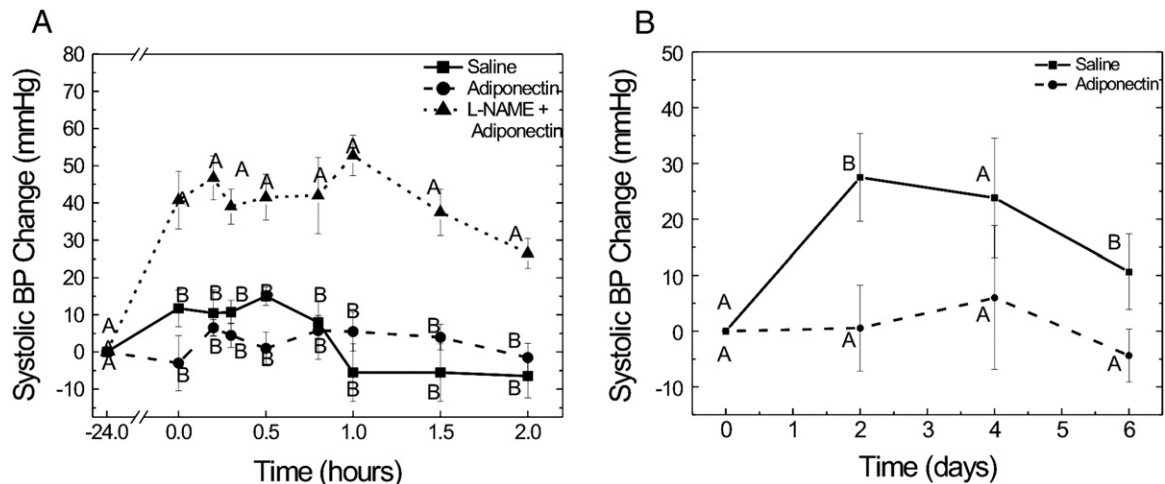 A
Systolic BP Change (mmHg)
80
70
60
50
40
30
20
10
0
-10
Saline
Adiponectin
L-NAME +
Adiponectin
A A A A A A A A A
A
B B B B B B B B
B B B B B B B B
-24.0 0.0 0.5 1.0 1.5 2.0
Time (hours)
B
Systolic BP Change (mmHg)
50
40
30
20
10
0
-10
Saline
Adiponectin
A B A B
A A A A
0 1 2 3 4 5 6
Time (days)